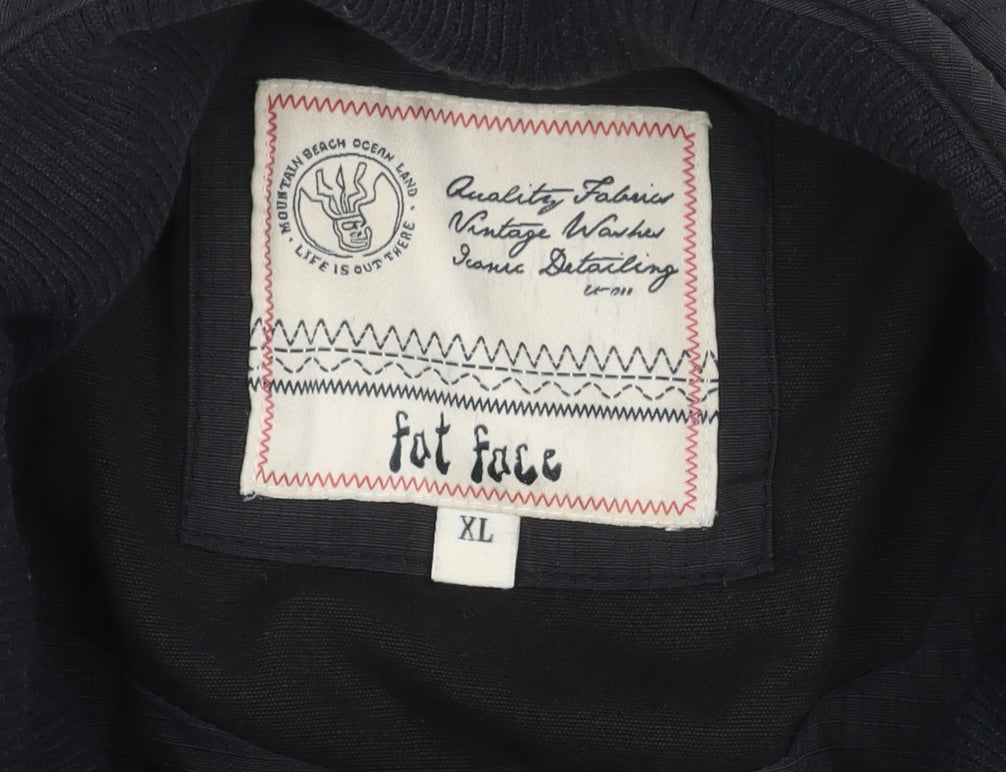 MOUNTAIN BEACH OCEAN LAND
LIFE IS OUT THERE
Quality Fabrics
Vintage Washes
Iconic Detailing
fat face
XL